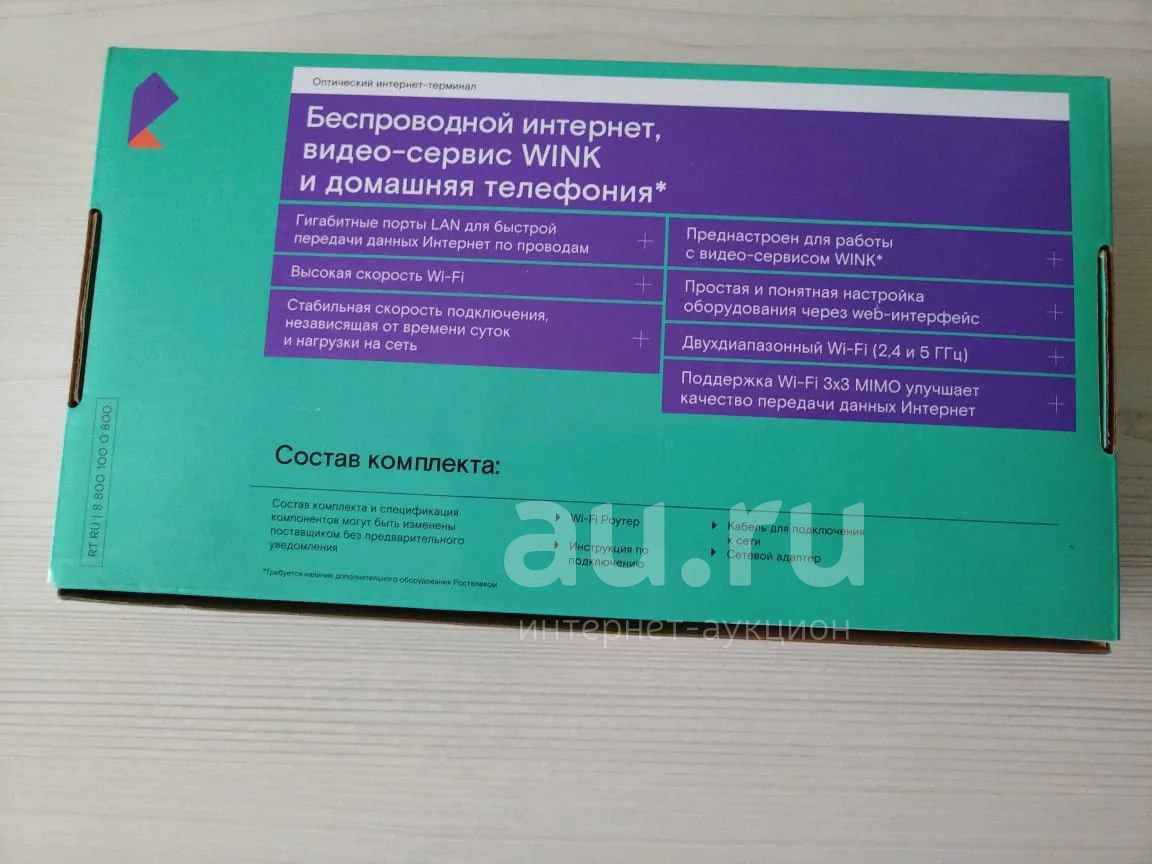 Оптический интернет-терминал
Беспроводной интернет,
видео-сервис WINK
и домашняя телефония*
Гигабитные порты LAN для быстрой
передачи данных Интернет по проводам
Высокая скорость Wi-Fi
Стабильная скорость подключения,
независящая от времени суток
и нагрузки на сеть
Преднастроен для работы
с видео-сервисом WINK*
Простая и понятная настройка
оборудования через web-интерфейс
Двухдиапазонный Wi-Fi (2,4 и 5 ГГц)
Поддержка Wi-Fi 3x3 MIMO улучшает
качество передачи данных Интернет
RT.RU | 8 800 100 0 800
Состав комплекта:
Состав комплекта и спецификация
компонентов могут быть изменены
поставщиком без предварительного
уведомления
*Требуется наличие дополнительного оборудования Ростелеком
Wi-Fi Роутер
Инструкция по
подключению
Кабель для подключения
к сети
Сетевой адаптер
au.ru
интернет-аукцион